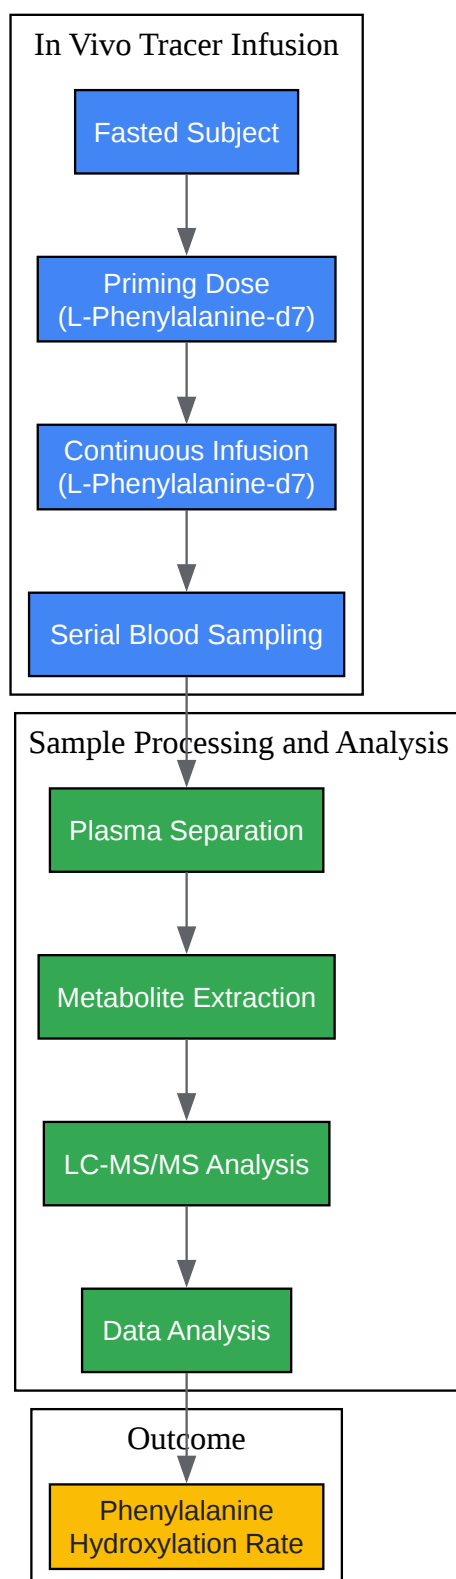 In Vivo Tracer Infusion
Fasted Subject
Priming Dose
(L-Phenylalanine-d7)
Continuous Infusion
(L-Phenylalanine-d7)
Serial Blood Sampling
Sample Processing and Analysis
Plasma Separation
Metabolite Extraction
LC-MS/MS Analysis
Data Analysis
Outcome
Phenylalanine
Hydroxylation Rate